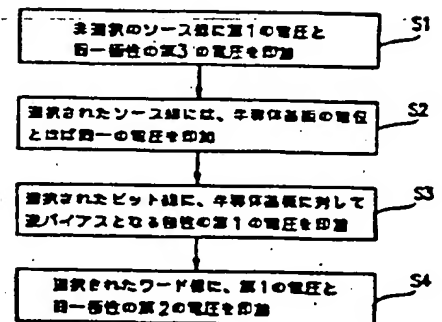 非選択のソース線に第1の電圧と
同一極性の第3の電圧を印加
S1
選択されたソース線には、半導体基板の電位
とほぼ同一の電圧を印加
S2
選択されたビット線に、半導体基板に対して
逆バイアスとなる極性の第1の電圧を印加
S3
選択されたワード線に、第1の電圧と
同一極性の第2の電圧を印加
S4